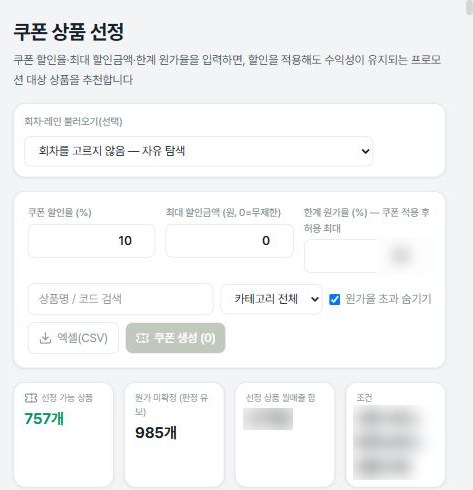 쿠폰 상품 선정
쿠폰 할인율·최대 할인금액·한계 원가율을 입력하면, 할인을 적용해도 수익성이 유지되는 프로모
션 대상 상품을 추천합니다
회차·레인 불러오기(선택)
회차를 고르지 않음 — 자유 탐색
쿠폰 할인율 (%)
최대 할인금액 (원, 0=무제한)
한계 원가율 (%) — 쿠폰 적용 후
허용 최대
10
0
상품명 / 코드 검색
카테고리 전체
원가율 초과 숨기기
엑셀(CSV)
쿠폰 생성 (0)
선정 가능 상품
757개
원가 미확정 (판정 유
보)
985개
선정 상품 월매출 합
조건